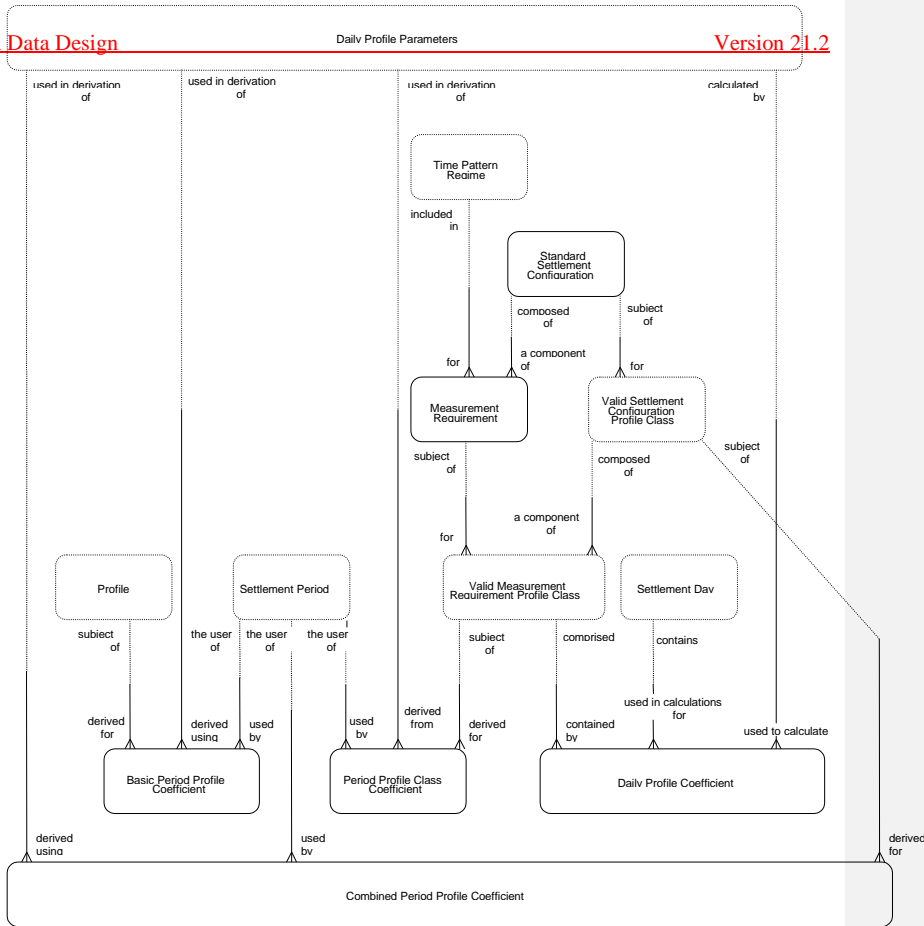 Daily Profile Parameters
Data Design
Version 21.2
used in derivation
of
used in derivation
of
used in derivation
of
calculated
by
Time Pattern
Regime
included
in
Standard
Settlement
Configuration
composed
of
subject
of
for
a component
of
for
Measurement
Requirement
Valid Settlement
Configuration
Profile Class
subject
of
composed
of
subject
of
for
a component
of
Profile
Settlement Period
Valid Measurement
Requirement Profile Class
Settlement Day
subject
of
the user
of
the user
of
the user
of
subject
of
comprised
contains
used in calculations
for
derived
for
derived
using
used
by
used
by
derived
from
derived
for
contained
by
used to calculate
Basic Period Profile
Coefficient
Period Profile Class
Coefficient
Daily Profile Coefficient
derived
using
used
by
derived
for
Combined Period Profile Coefficient